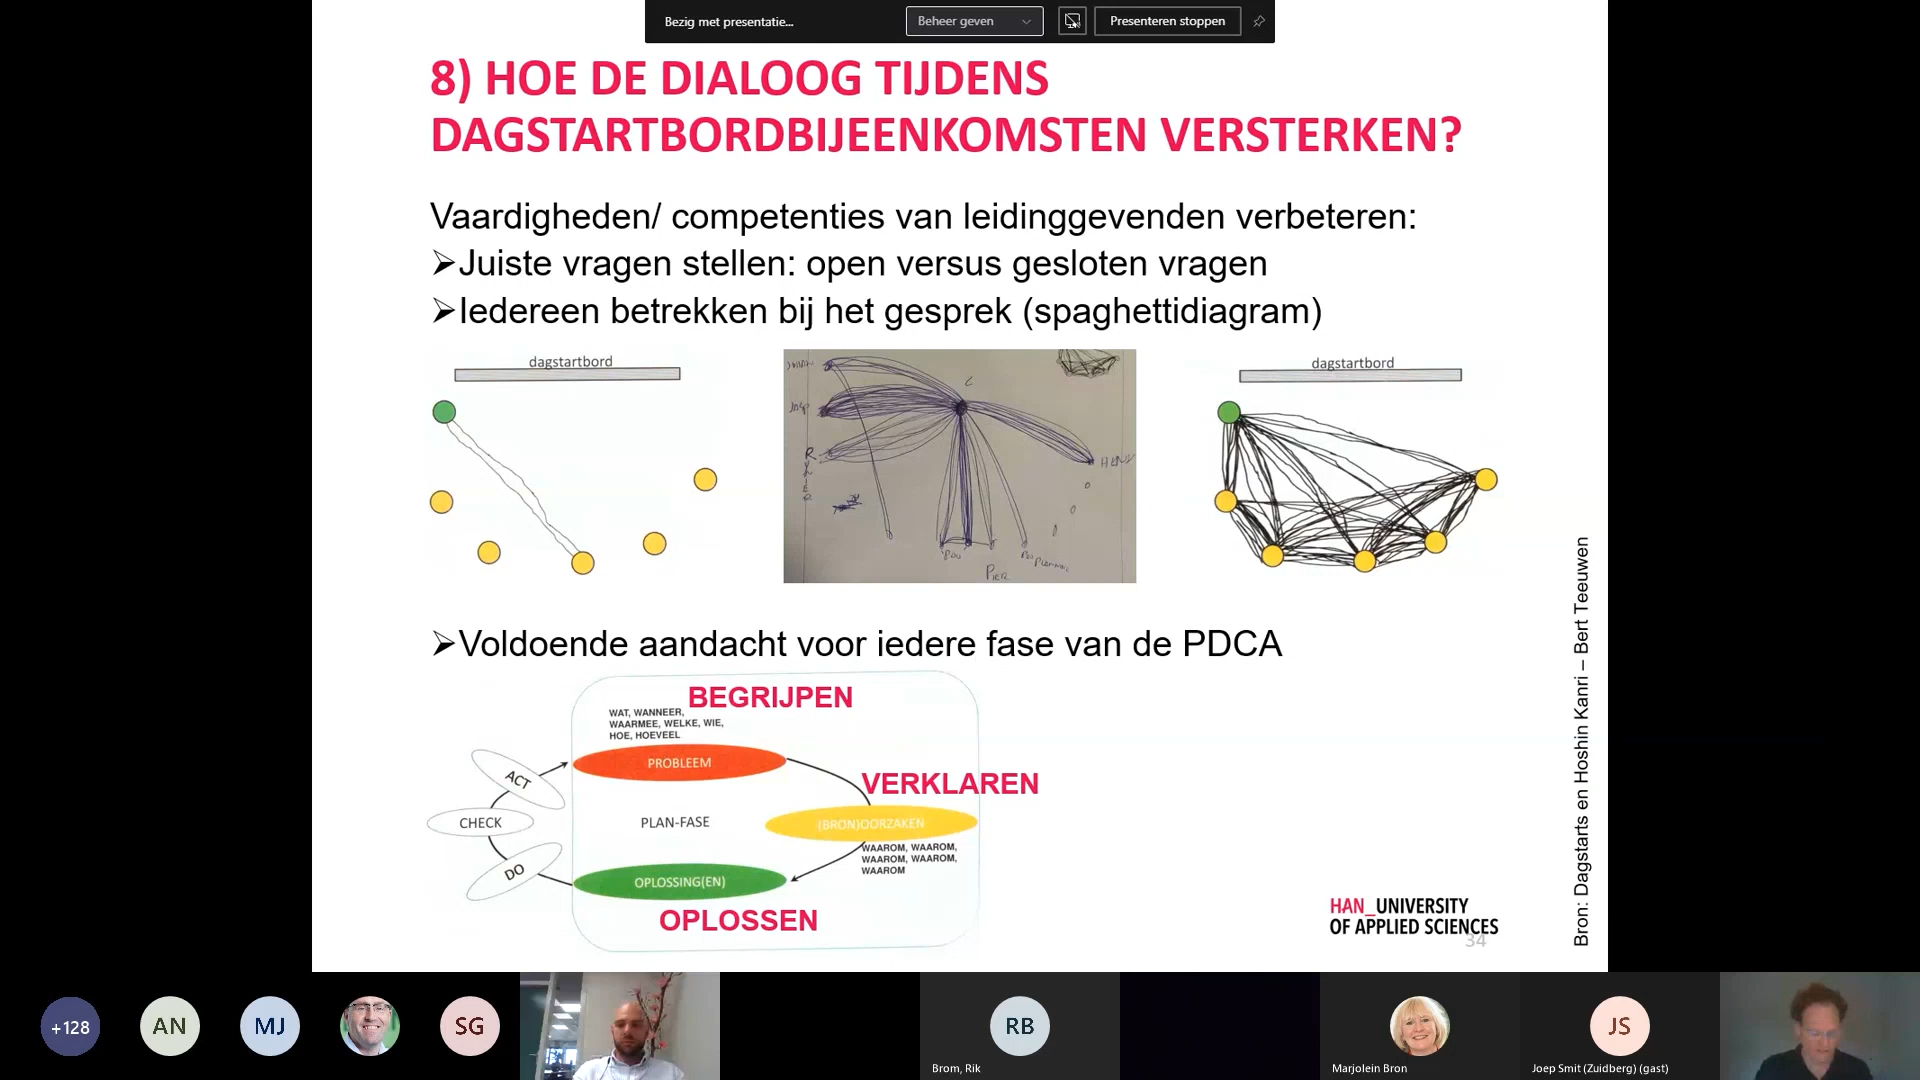 Bezig met presentatie...
Beheer geven
Presenteren stoppen
8) HOE DE DIALOOG TIJDENS
DAGSTARTBORDBIJEENKOMSTEN VERSTERKEN?
Vaardigheden/ competenties van leidinggevenden verbeteren:
➢Juiste vragen stellen: open versus gesloten vragen
➢Iedereen betrekken bij het gesprek (spaghettidiagram)
dagstartbord
dagstartbord
➢Voldoende aandacht voor iedere fase van de PDCA
BEGRIJPEN
WAT, WANNEER,
WAARMEE, WELKE, WIE,
HOE, HOEVEEL
PROBLEEM
ACT
VERKLAREN
CHECK
PLAN-FASE
(BRON)OORZAKEN
WAAROM, WAAROM,
WAAROM, WAAROM,
WAAROM
DO
OPLOSSING(EN)
OPLOSSEN
Bron: Dagstarts en Hoshin Kanri – Bert Teeuwen
HAN_UNIVERSITY
OF APPLIED SCIENCES
34
+128
AN
MJ
SG
RB
JS
Brom, Rik
Marjolein Bron
Joep Smit (Zuidberg) (gast)